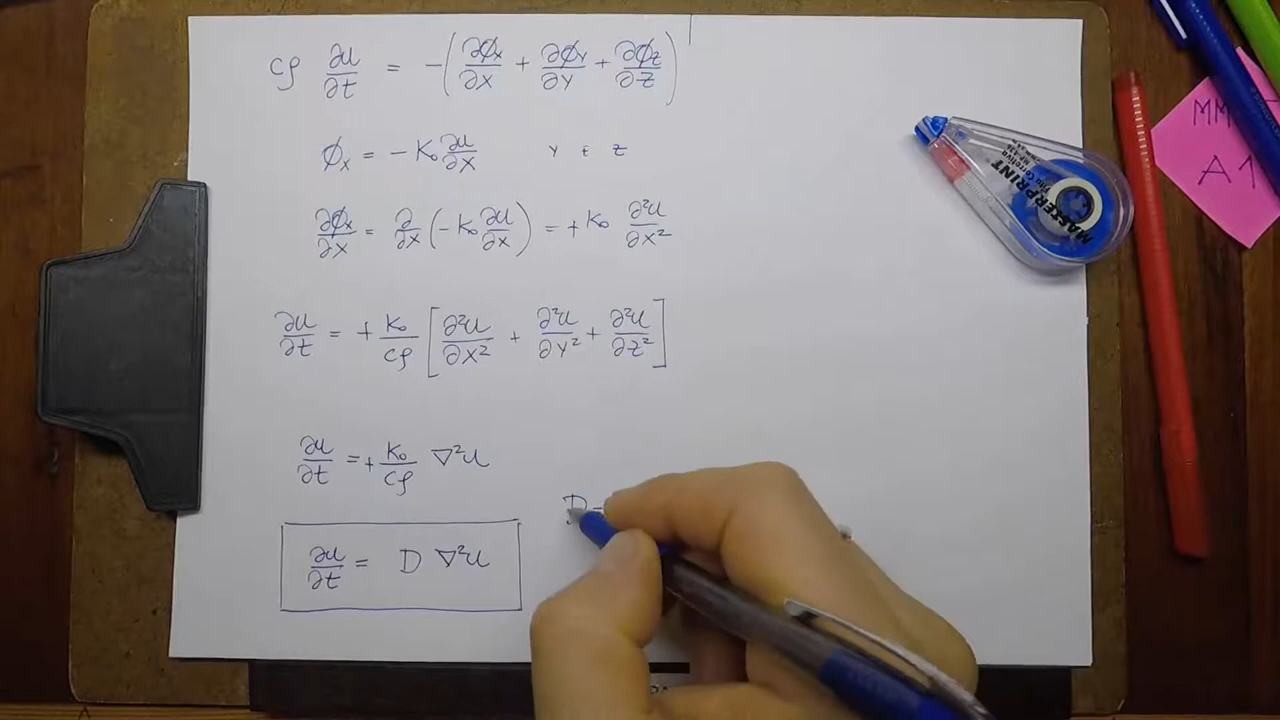 cρ ∂u/∂t = -(∂ϕx/∂x + ∂ϕy/∂y + ∂ϕz/∂z)
ϕx = - K₀ ∂u/∂x y e z
∂ϕx/∂x = ∂/∂x (- K₀ ∂u/∂x) = + K₀ ∂²u/∂x²
∂u/∂t = + K₀/cρ [∂²u/∂x² + ∂²u/∂y² + ∂²u/∂z²]
∂u/∂t = + K₀/cρ ∇²u
D =
∂u/∂t = D ∇²u
MASTERPRINT
A1